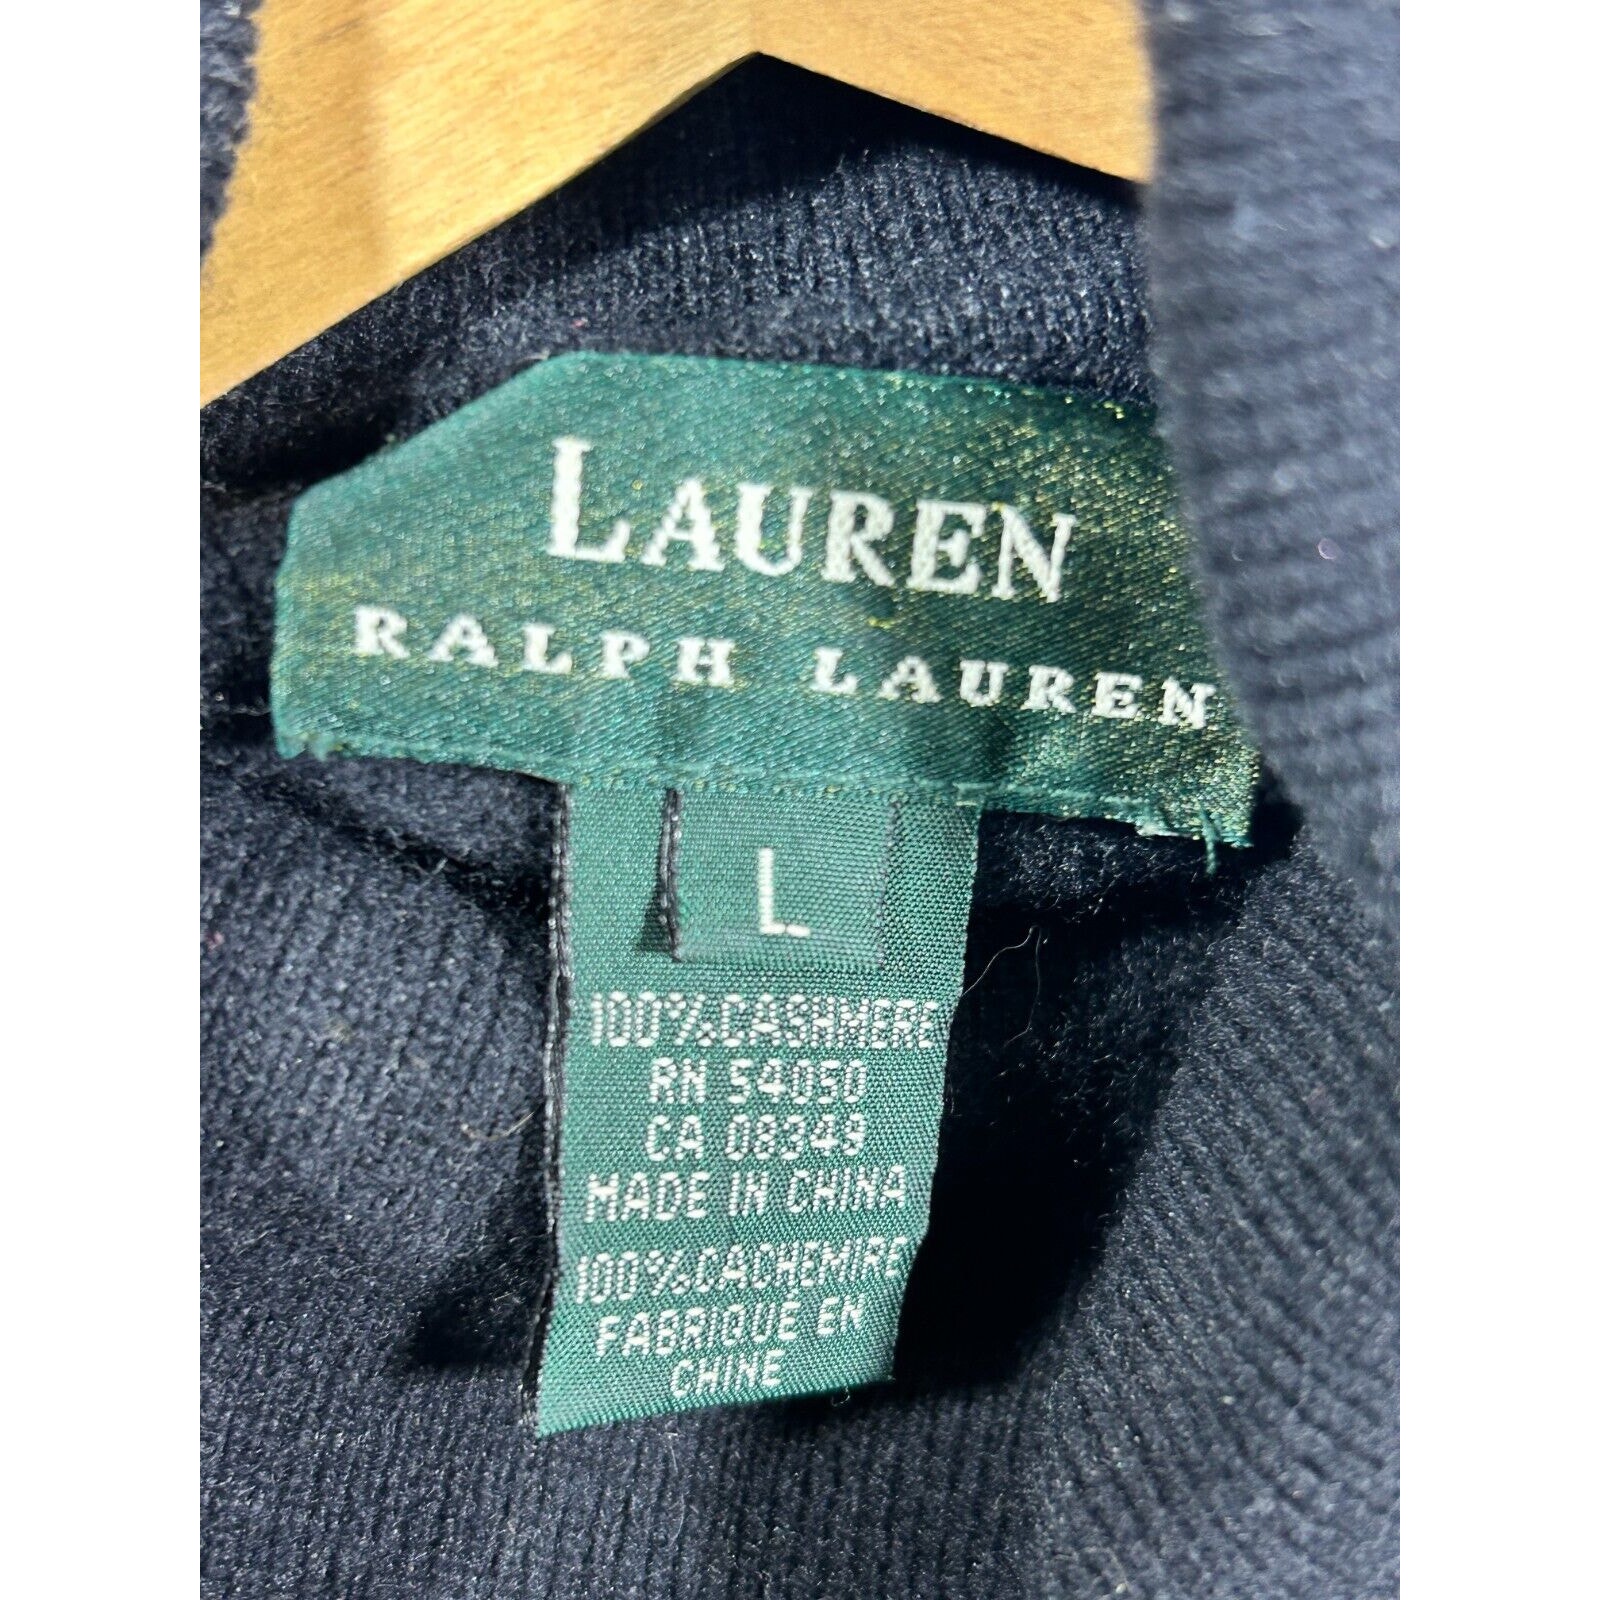 LAUREN
RALPH LAUREN
L
100%CASHMERE
RN 54050
CA 08349
MADE IN CHINA
100%CACHEMIRE
FABRIQUÉ EN
CHINE